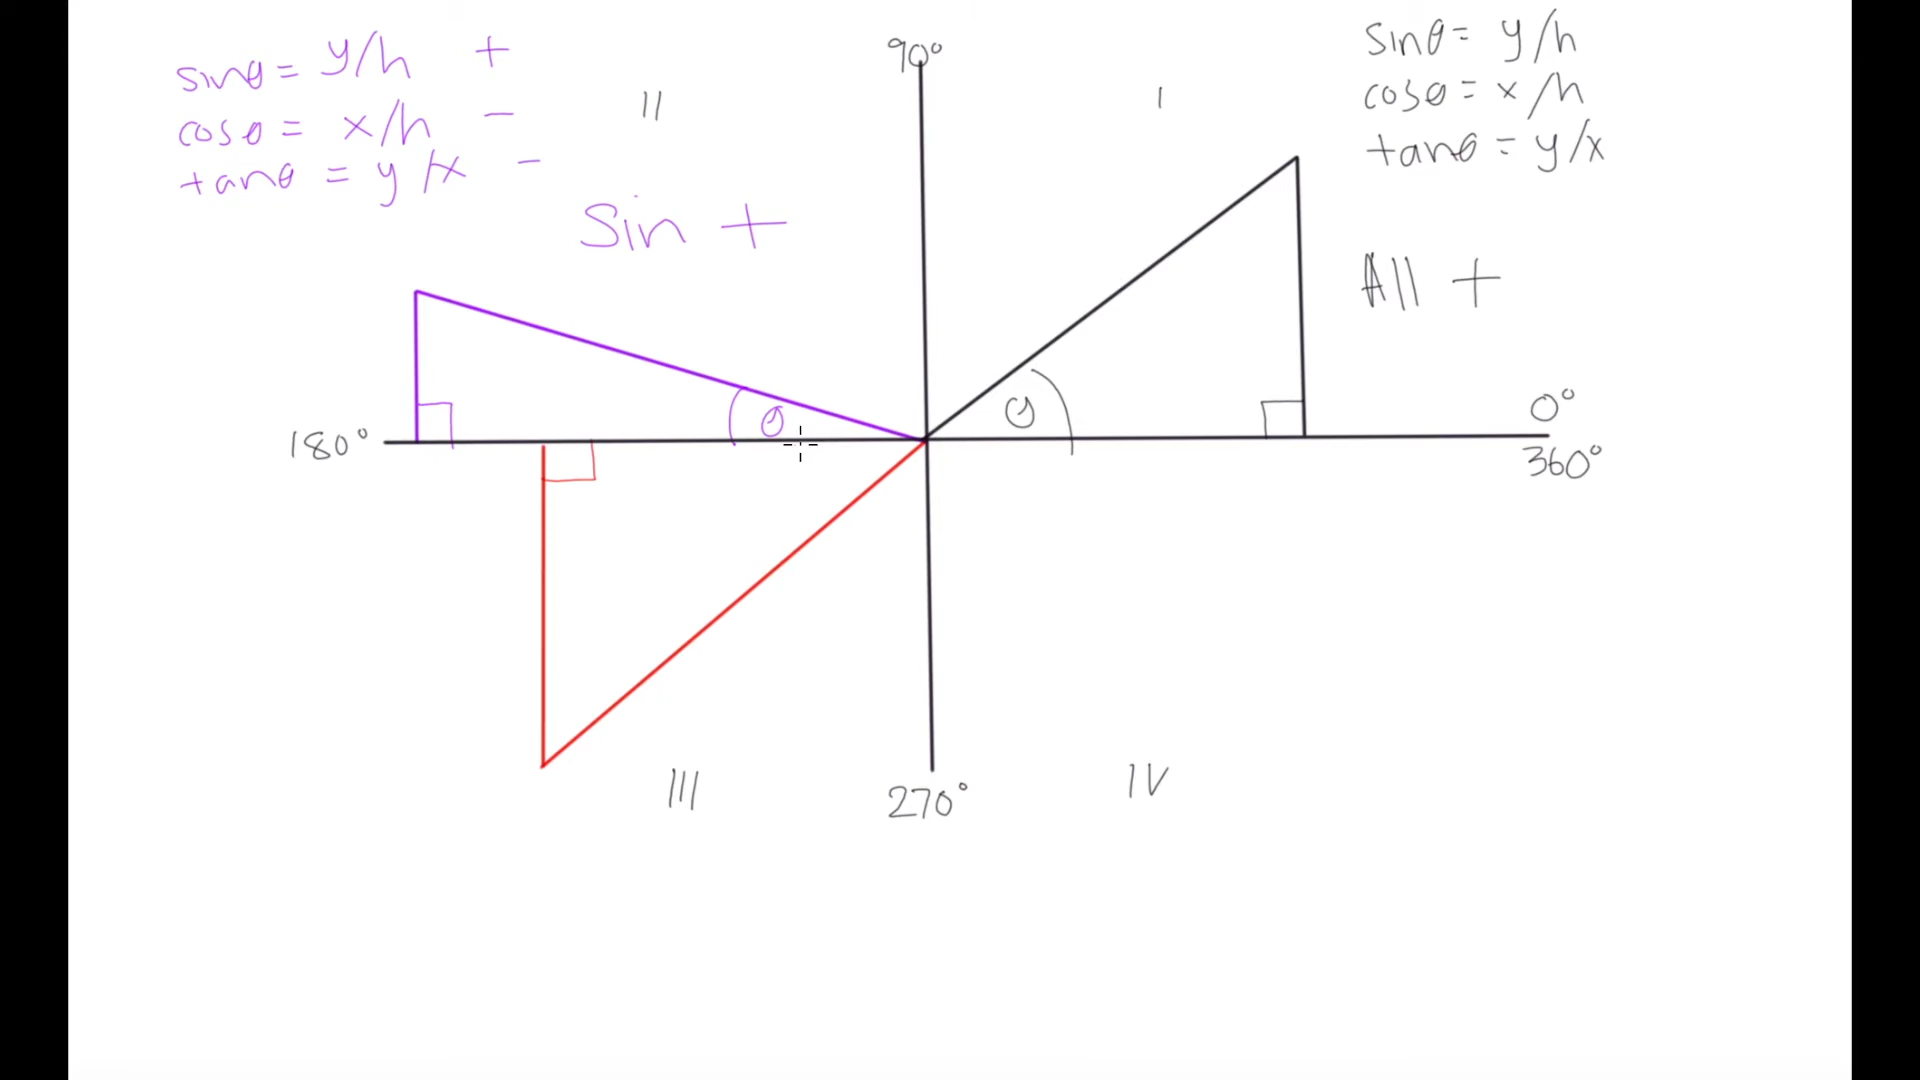 sinθ = y/h +
cosθ = x/h -
tanθ = y/x -
II
Sin +
90°
I
sinθ = y/h
cosθ = x/h
tanθ = y/x
All +
θ
θ
180°
0°
360°
III
270°
IV